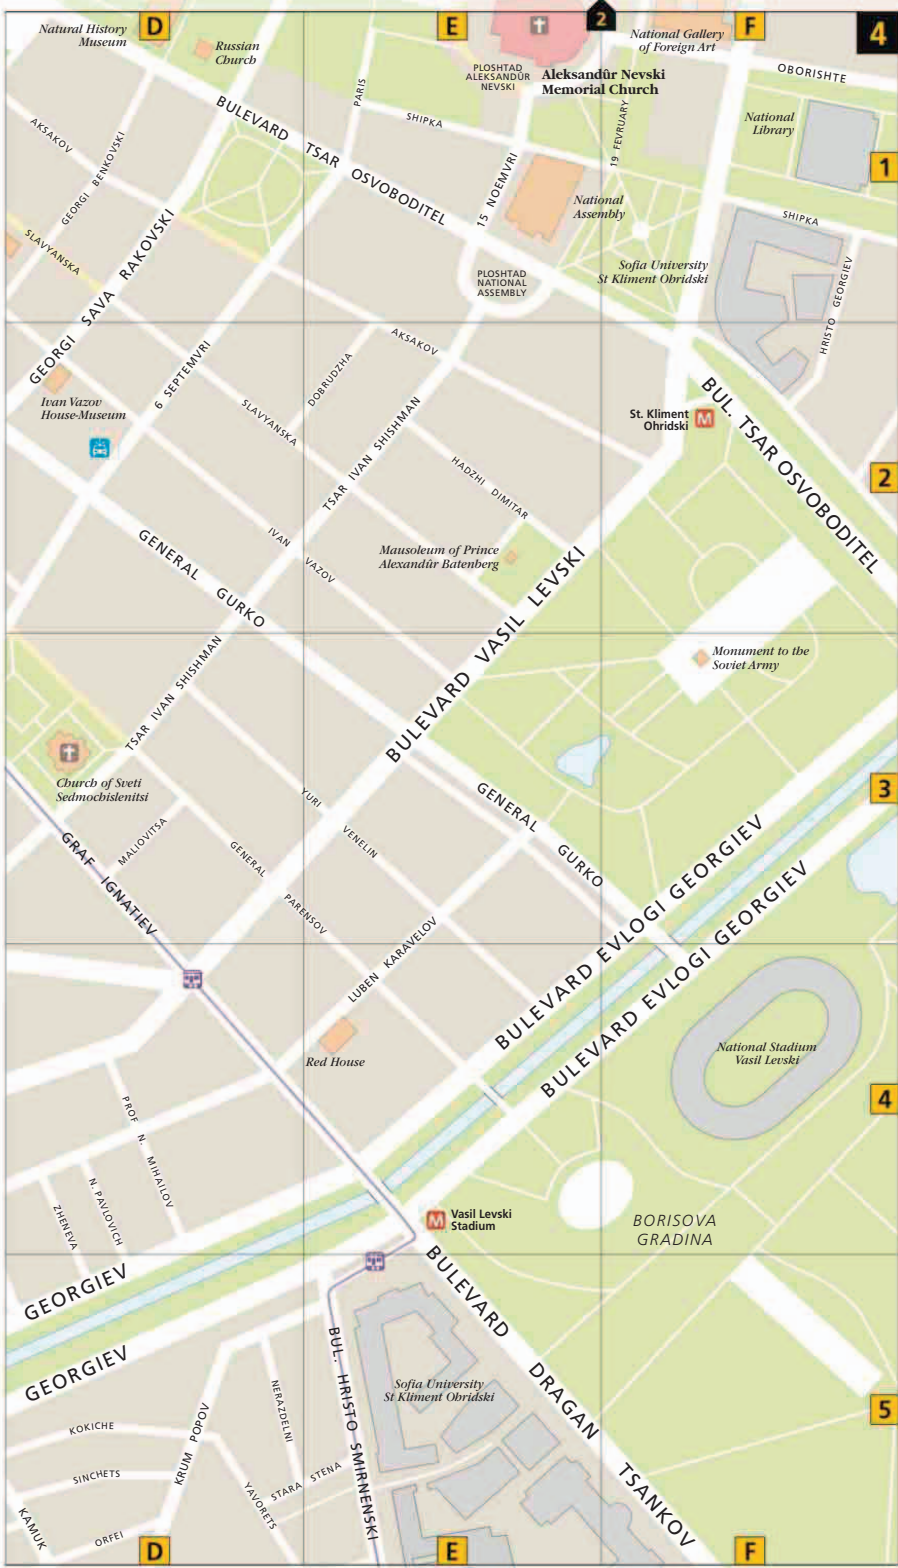 D
E
2
F
4
Natural History
Museum
Russian
Church
PLOSHTAD
ALEKSANDÛR
NEVSKI
Aleksandûr Nevski
Memorial Church
National Gallery
of Foreign Art
OBORISHTE
PARIS
SHIPKA
19 FEVRUARY
National
Library
1
AKSAKOV
GEORGI BENKOVSKI
BULEVARD TSAR OSVOBODITEL
15 NOEMVRI
National
Assembly
SHIPKA
SLAVYANSKA
GEORGI SAVA RAKOVSKI
PLOSHTAD
NATIONAL
ASSEMBLY
Sofia University
St Kliment Ohridski
HRISTO GEORGIEV
6 SEPTEMVRI
DOBRUDZHA
AKSAKOV
Ivan Vazov
House-Museum
SLAVYANSKA
TSAR IVAN SHISHMAN
St. Kliment
Ohridski
M
BUL. TSAR OSVOBODITEL
2
HADZHI DIMITAR
GENERAL GURKO
IVAN VAZOV
Mausoleum of Prince
Alexandûr Batenberg
BULEVARD VASIL LEVSKI
TSAR IVAN SHISHMAN
Monument to the
Soviet Army
Church of Sveti
Sedmochislenitsi
3
GRAF IGNATIEV
MALIOVITSA
YURI VENELIN
GENERAL GURKO
GENERAL PARENSOV
LUBEN KARAVELOV
BULEVARD EVLOGI GEORGIEV
BULEVARD EVLOGI GEORGIEV
Red House
National Stadium
Vasil Levski
4
PROF N. MIHAILOV
N. PAVLOVICH
ZHENEVA
M
Vasil Levski
Stadium
BORISOVA
GRADINA
GEORGIEV
GEORGIEV
BULEVARD DRAGAN TSANKOV
BUL. HRISTO SMIRNENSKI
Sofia University
St Kliment Ohridski
5
KOKICHE
KRUM POPOV
NERAZDELNI
SINCHETS
STARA STENA
YAVORETS
KAMUK
ORFEI
D
E
F